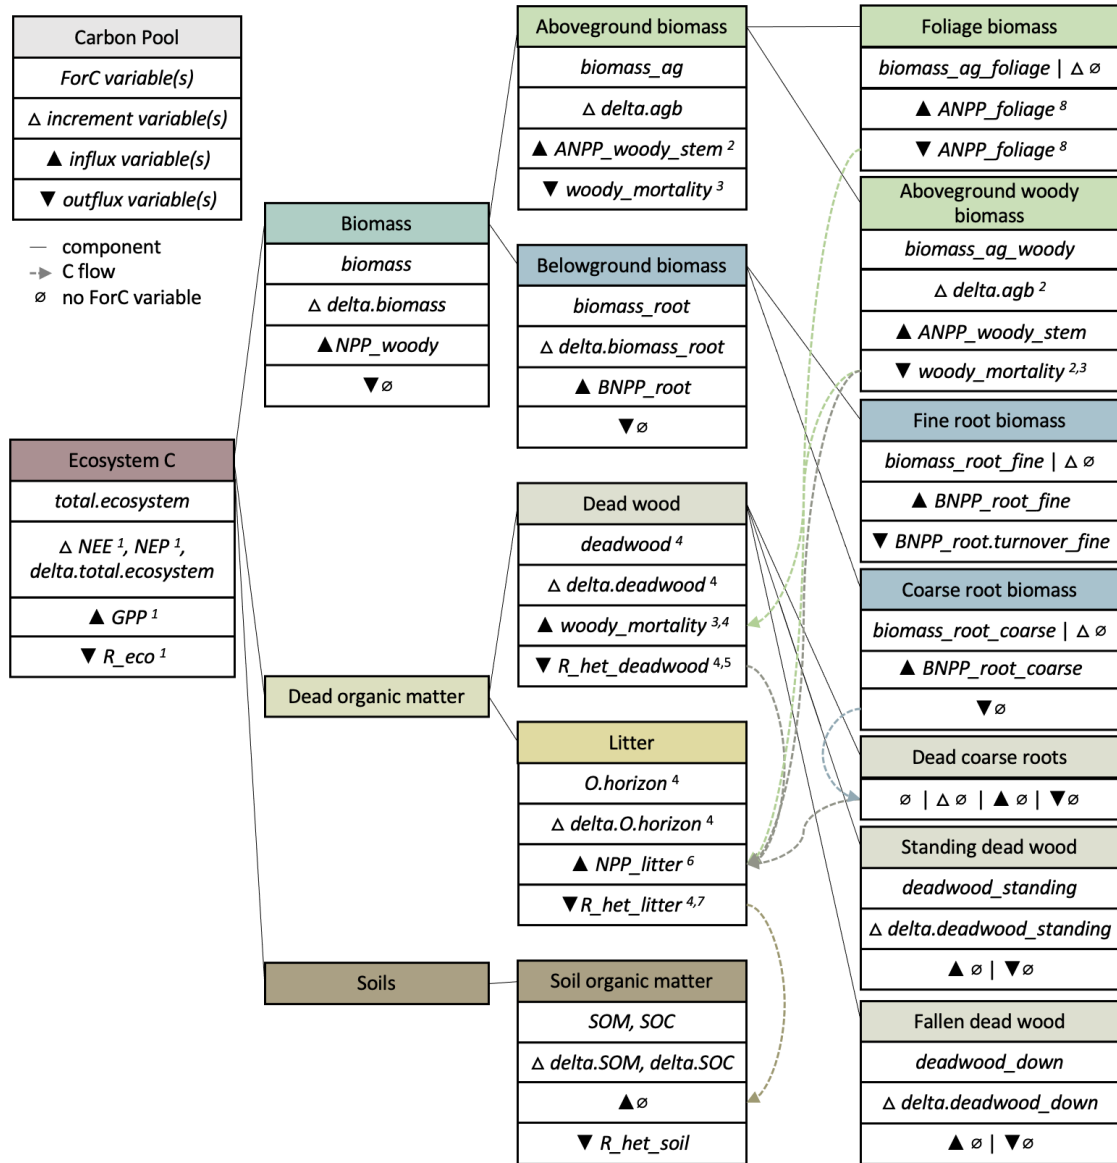 Carbon Pool
ForC variable(s)
△ increment variable(s)
▲ influx variable(s)
▼ outflux variable(s)
component
C flow
∅ no ForC variable
Ecosystem C
total.ecosystem
△ NEE ¹, NEP ¹,
delta.total.ecosystem
▲ GPP ¹
▼ R_eco ¹
Biomass
biomass
△ delta.biomass
▲ NPP_woody
▼ ∅
Dead organic matter
Soils
Aboveground biomass
biomass_ag
△ delta.agb
▲ ANPP_woody_stem ²
▼ woody_mortality ³
Belowground biomass
biomass_root
△ delta.biomass_root
▲ BNPP_root
▼ ∅
Dead wood
deadwood ⁴
△ delta.deadwood ⁴
▲ woody_mortality ³,⁴
▼ R_het_deadwood ⁴,⁵
Litter
O.horizon ⁴
△ delta.O.horizon ⁴
▲ NPP_litter ⁶
▼ R_het_litter ⁴,⁷
Soil organic matter
SOM, SOC
△ delta.SOM, delta.SOC
▲ ∅
▼ R_het_soil
Foliage biomass
biomass_ag_foliage | △ ∅
▲ ANPP_foliage ⁸
▼ ANPP_foliage ⁸
Aboveground woody
biomass
biomass_ag_woody
△ delta.agb ²
▲ ANPP_woody_stem
▼ woody_mortality ²,³
Fine root biomass
biomass_root_fine | △ ∅
▲ BNPP_root_fine
▼ BNPP_root.turnover_fine
Coarse root biomass
biomass_root_coarse | △ ∅
▲ BNPP_root_coarse
▼ ∅
Dead coarse roots
∅ | △ ∅ | ▲ ∅ | ▼ ∅
Standing dead wood
deadwood_standing
△ delta.deadwood_standing
▲ ∅ | ▼ ∅
Fallen dead wood
deadwood_down
△ delta.deadwood_down
▲ ∅ | ▼ ∅